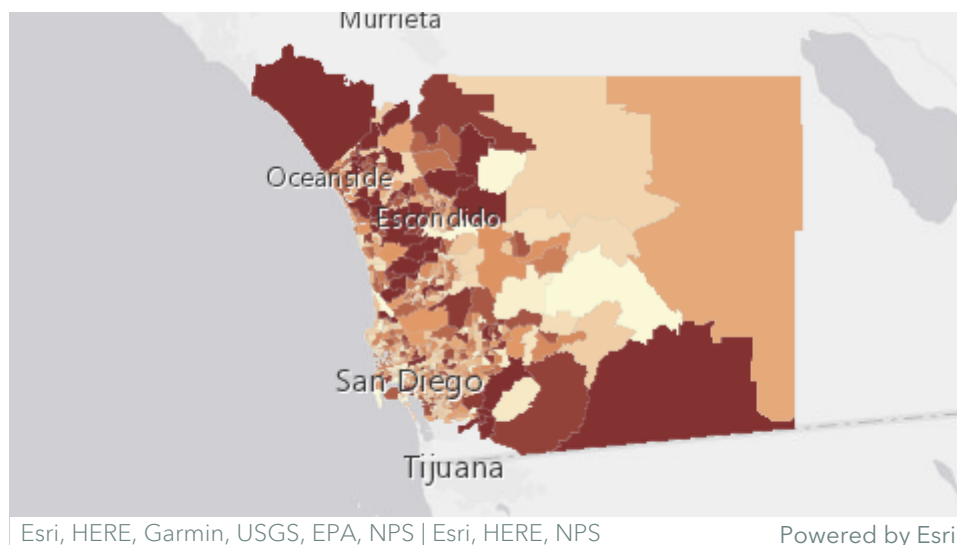 Murrieta
Oceanside
Escondido
San Diego
Tijuana
Esri, HERE, Garmin, USGS, EPA, NPS | Esri, HERE, NPS
Powered by Esri